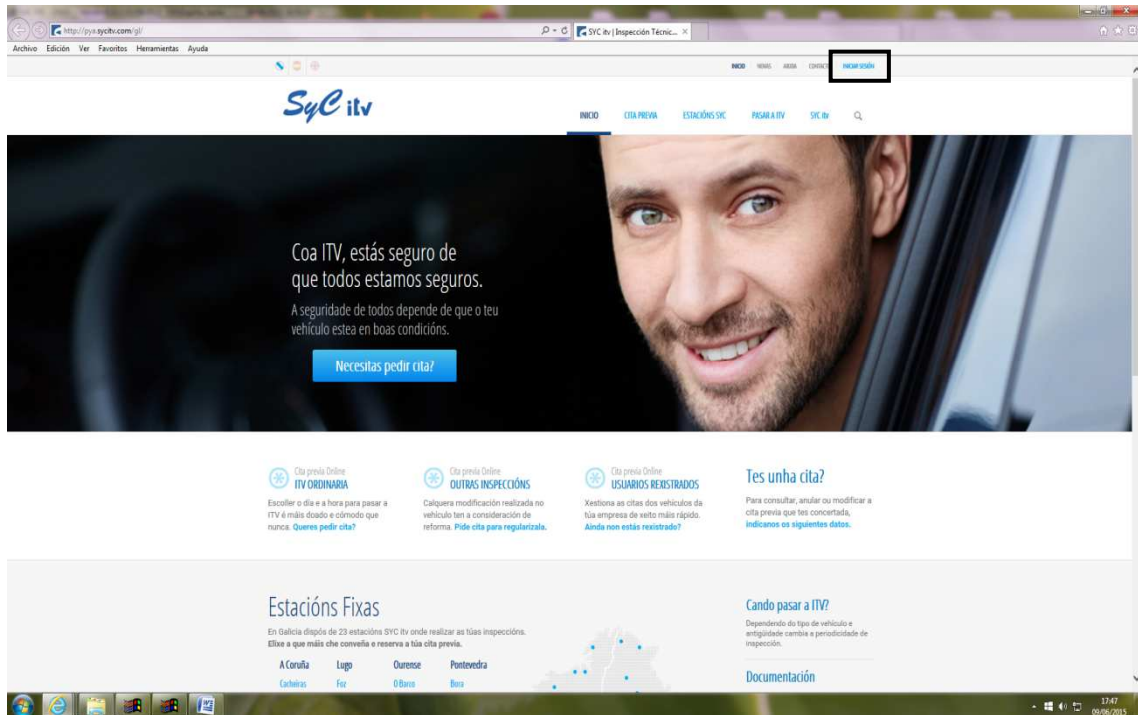 http://pya.sycitv.com/gl/
SYC itv | Inspección Técnic...
Archivo Edición Ver Favoritos Herramientas Ayuda
INICIO NOVAS AXUDA CONTACTO INICIAR SESIÓN
SyC itv
INICIO CITA PREVIA ESTACIÓNS SYC PASAR A ITV SYC itv
Coa ITV, estás seguro de
que todos estamos seguros.
A seguridade de todos depende de que o teu
vehículo estea en boas condicións.
Necesitas pedir cita?
Cita previa Online
ITV ORDINARIA
Escoller o día e a hora para pasar a
ITV é máis doado e cómodo que
nunca. Queres pedir cita?
Cita previa Online
OUTRAS INSPECCIÓNS
Calquera modificación realizada no
vehículo ten a consideración de
reforma. Pide cita para regularizala.
Cita previa Online
USUARIOS REXISTRADOS
Xestiona as citas dos vehículos da
túa empresa de xeito máis rápido.
Ainda non estás rexistrado?
Tes unha cita?
Para consultar, anular ou modificar a
cita previa que tes concertada,
indícanos os siguientes datos.
Estacións Fixas
En Galicia dispós de 23 estacións SYC itv onde realizar as túas inspeccións.
Elixe a que máis che conveña e reserva a túa cita previa.
A Coruña Lugo Ourense Pontevedra
Cacheiras Foz O Barco Bora
Cando pasar a ITV?
Dependendo do tipo de vehículo e
antigüidade cambia a periodicidade de
inspección.
Documentación
17:47
09/06/2015